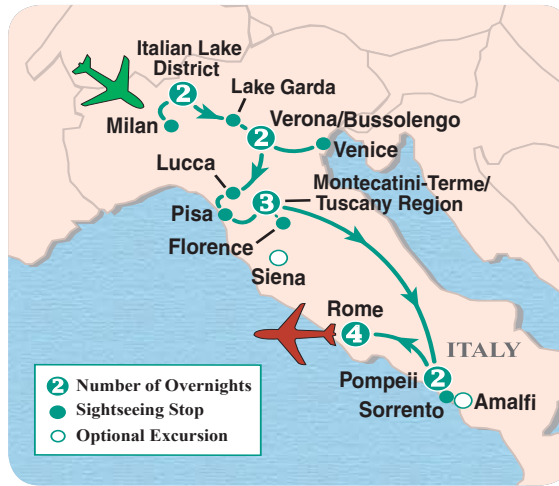 Italian Lake
District
2
Lake Garda
Milan
2
Verona/Bussolengo
Venice
Lucca
Montecatini-Terme/
Tuscany Region
3
Pisa
Florence
Siena
Rome
4
ITALY
Pompeii
2
Sorrento
Amalfi
2 Number of Overnights
Sightseeing Stop
Optional Excursion